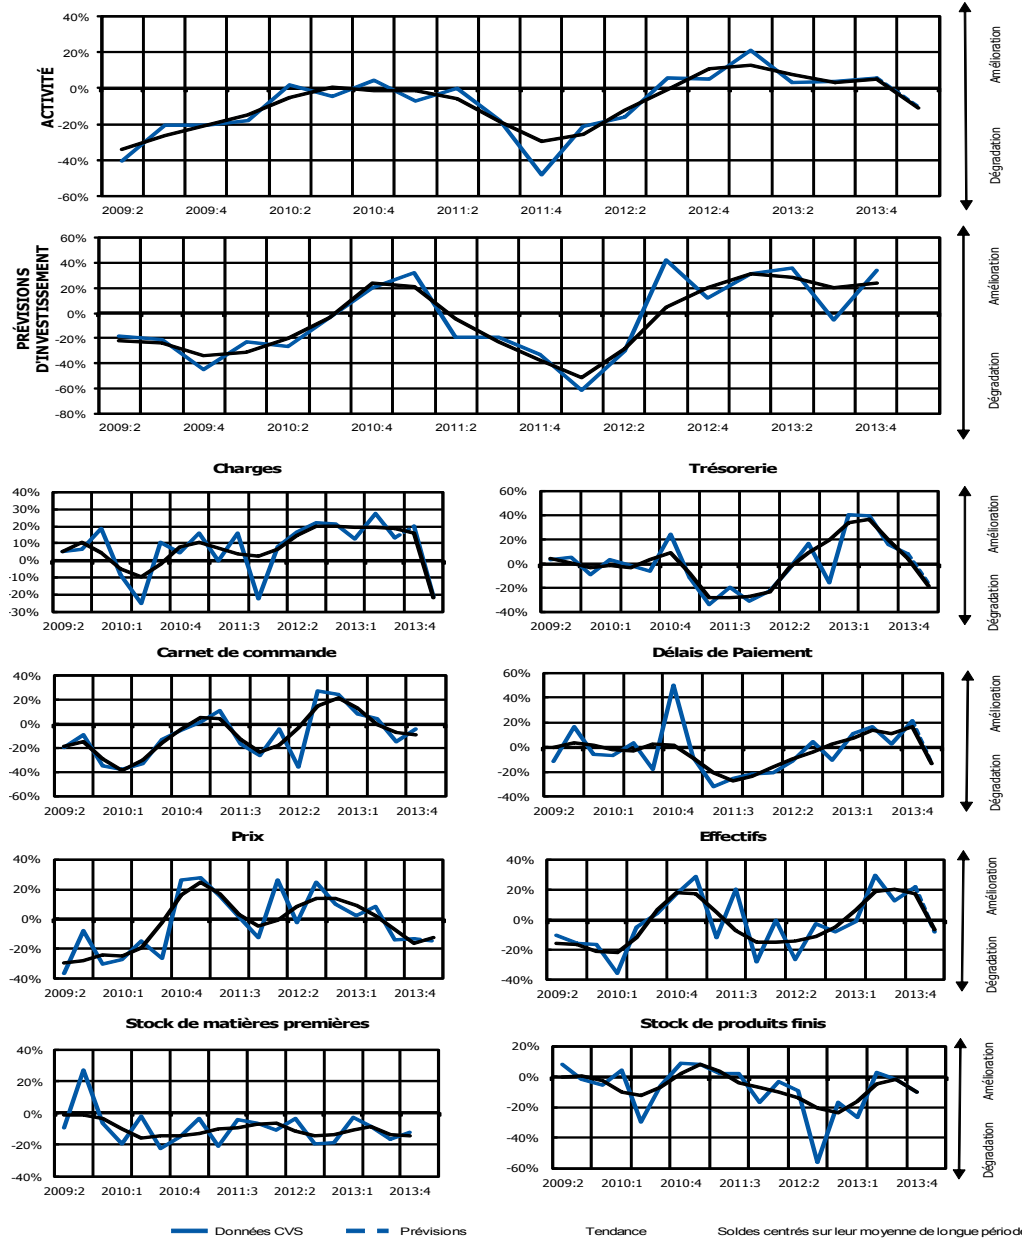 40%
20%
0%
-20%
-40%
-60%
ACTIVITÉ
Amélioration
Dégradation
2009:2 2009:4 2010:2 2010:4 2011:2 2011:4 2012:2 2012:4 2013:2 2013:4
60%
40%
20%
0%
-20%
-40%
-60%
-80%
PRÉVISIONS
D'INVESTISSEMENT
Amélioration
Dégradation
2009:2 2009:4 2010:2 2010:4 2011:2 2011:4 2012:2 2012:4 2013:2 2013:4
Charges
40%
30%
20%
10%
0%
-10%
-20%
-30%
2009:2 2010:1 2010:4 2011:3 2012:2 2013:1 2013:4
Trésorerie
60%
40%
20%
0%
-20%
-40%
2009:2 2010:1 2010:4 2011:3 2012:2 2013:1 2013:4
Amélioration
Dégradation
Carnet de commande
40%
20%
0%
-20%
-40%
-60%
2009:2 2010:1 2010:4 2011:3 2012:2 2013:1 2013:4
Délais de Paiement
60%
40%
20%
0%
-20%
-40%
2009:2 2010:1 2010:4 2011:3 2012:2 2013:1 2013:4
Amélioration
Dégradation
Prix
40%
20%
0%
-20%
-40%
2009:2 2010:1 2010:4 2011:3 2012:2 2013:1 2013:4
Effectifs
40%
20%
0%
-20%
-40%
2009:2 2010:1 2010:4 2011:3 2012:2 2013:1 2013:4
Amélioration
Dégradation
Stock de matières premières
40%
20%
0%
-20%
-40%
2009:2 2010:1 2010:4 2011:3 2012:2 2013:1 2013:4
Stock de produits finis
20%
0%
-20%
-40%
-60%
2009:2 2010:1 2010:4 2011:3 2012:2 2013:1 2013:4
Amélioration
Dégradation
Données CVS Prévisions Tendance Soldes centrés sur leur moyenne de longue période